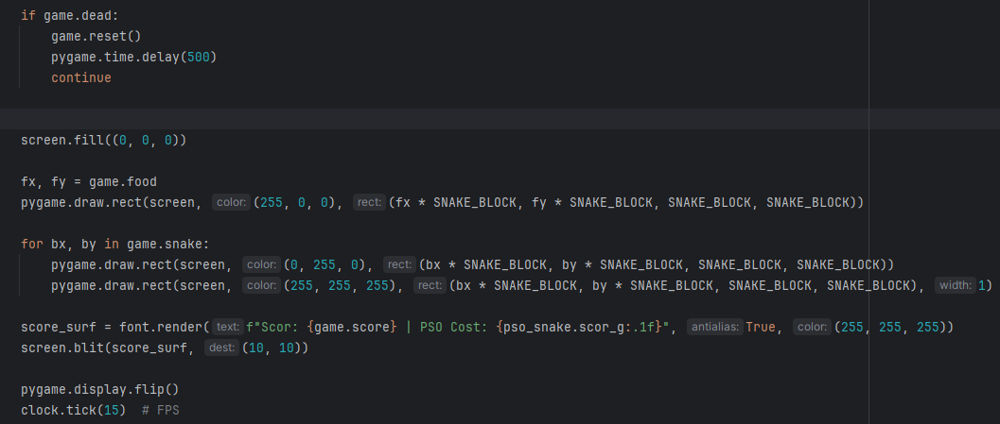 if game.dead:
    game.reset()
    pygame.time.delay(500)
    continue
screen.fill((0, 0, 0))
fx, fy = game.food
pygame.draw.rect(screen, color: (255, 0, 0), rect: (fx * SNAKE_BLOCK, fy * SNAKE_BLOCK, SNAKE_BLOCK, SNAKE_BLOCK))
for bx, by in game.snake:
    pygame.draw.rect(screen, color: (0, 255, 0), rect: (bx * SNAKE_BLOCK, by * SNAKE_BLOCK, SNAKE_BLOCK, SNAKE_BLOCK))
    pygame.draw.rect(screen, color: (255, 255, 255), rect: (bx * SNAKE_BLOCK, by * SNAKE_BLOCK, SNAKE_BLOCK, SNAKE_BLOCK), width: 1)
score_surf = font.render( text: f"Scor: {game.score} | PSO Cost: {pso_snake.scor_g:.1f}", antialias: True, color: (255, 255, 255))
screen.blit(score_surf, dest: (10, 10))
pygame.display.flip()
clock.tick(15)  # FPS